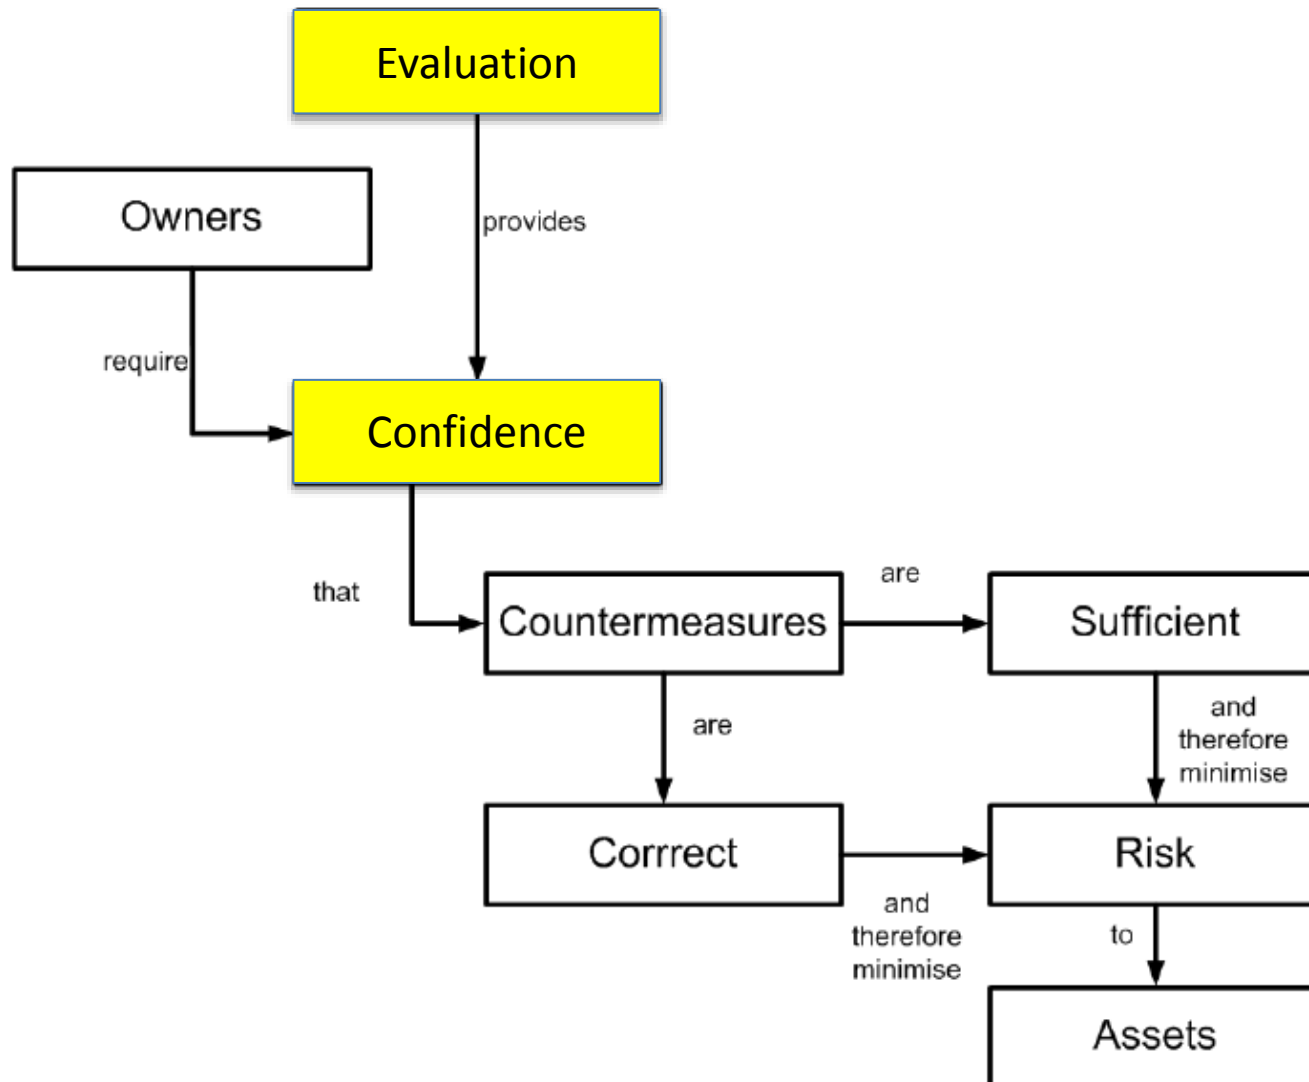 Evaluation
Owners
provides
require
Confidence
that
Countermeasures
are
Sufficient
are
and
therefore
minimise
Corrrect
and
therefore
minimise
Risk
to
Assets